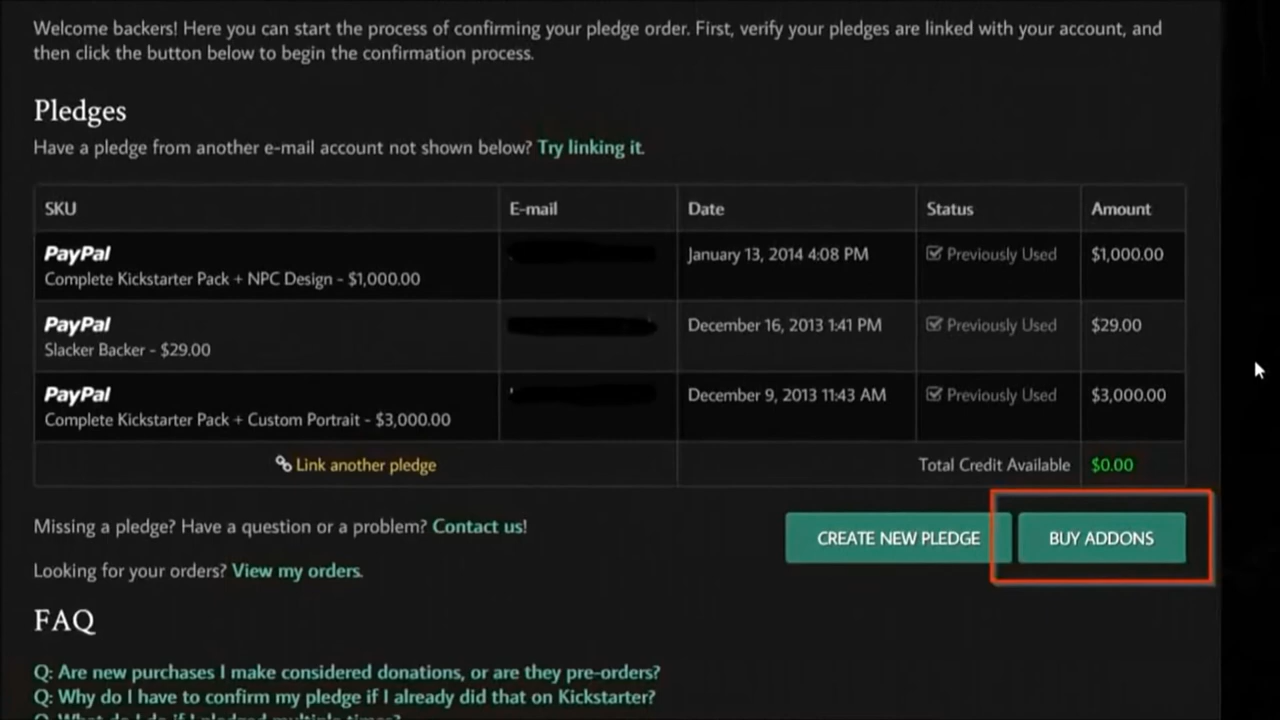 Welcome backers! Here you can start the process of confirming your pledge order. First, verify your pledges are linked with your account, and
then click the button below to begin the confirmation process.
Pledges
Have a pledge from another e-mail account not shown below? Try linking it.
SKU E-mail Date Status Amount
PayPal
Complete Kickstarter Pack + NPC Design - $1,000.00
January 13, 2014 4:08 PM Previously Used $1,000.00
PayPal
Slacker Backer - $29.00
December 16, 2013 1:41 PM Previously Used $29.00
PayPal
Complete Kickstarter Pack + Custom Portrait - $3,000.00
December 9, 2013 11:43 AM Previously Used $3,000.00
Link another pledge Total Credit Available $0.00
Missing a pledge? Have a question or a problem? Contact us!
CREATE NEW PLEDGE BUY ADDONS
Looking for your orders? View my orders.
FAQ
Q: Are new purchases I make considered donations, or are they pre-orders?
Q: Why do I have to confirm my pledge if I already did that on Kickstarter?
Q: What do I do if I pledged multiple times?